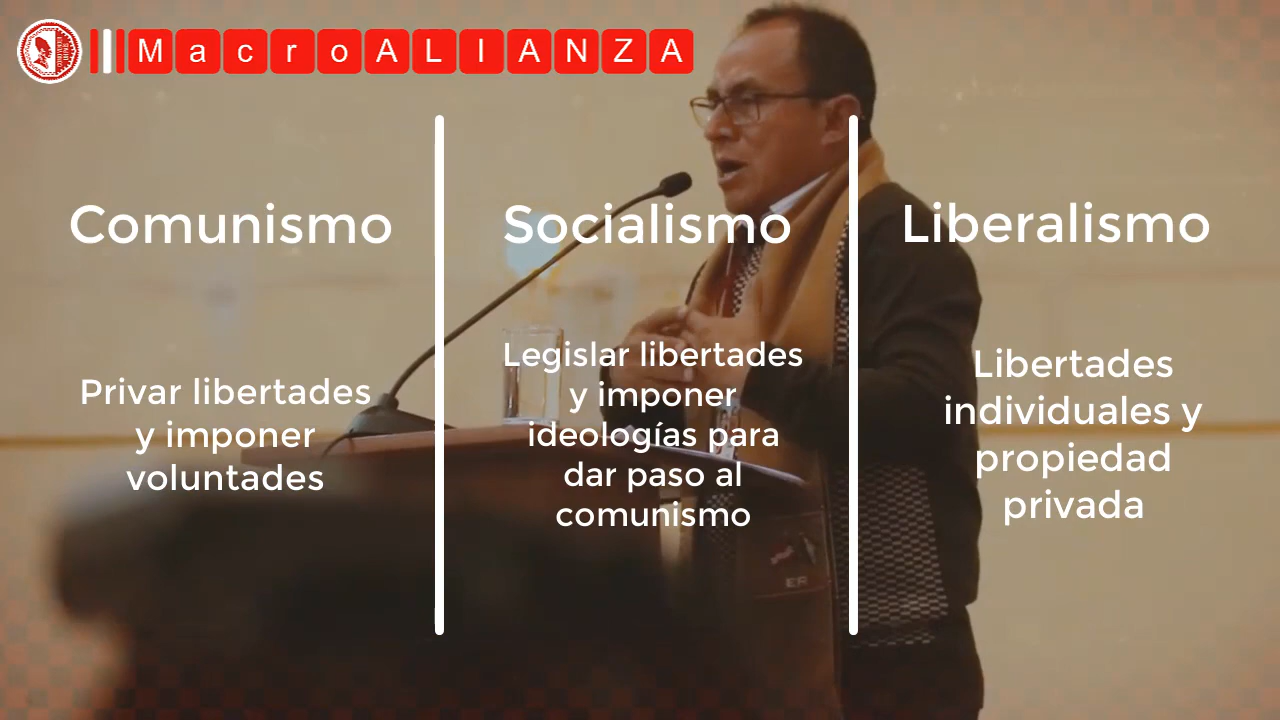 MacroALIANZA
Comunismo
Privar libertades
y imponer
voluntades
Socialismo
Legislar libertades
y imponer
ideologías para
dar paso al
comunismo
Liberalismo
Libertades
individuales y
propiedad
privada
ER